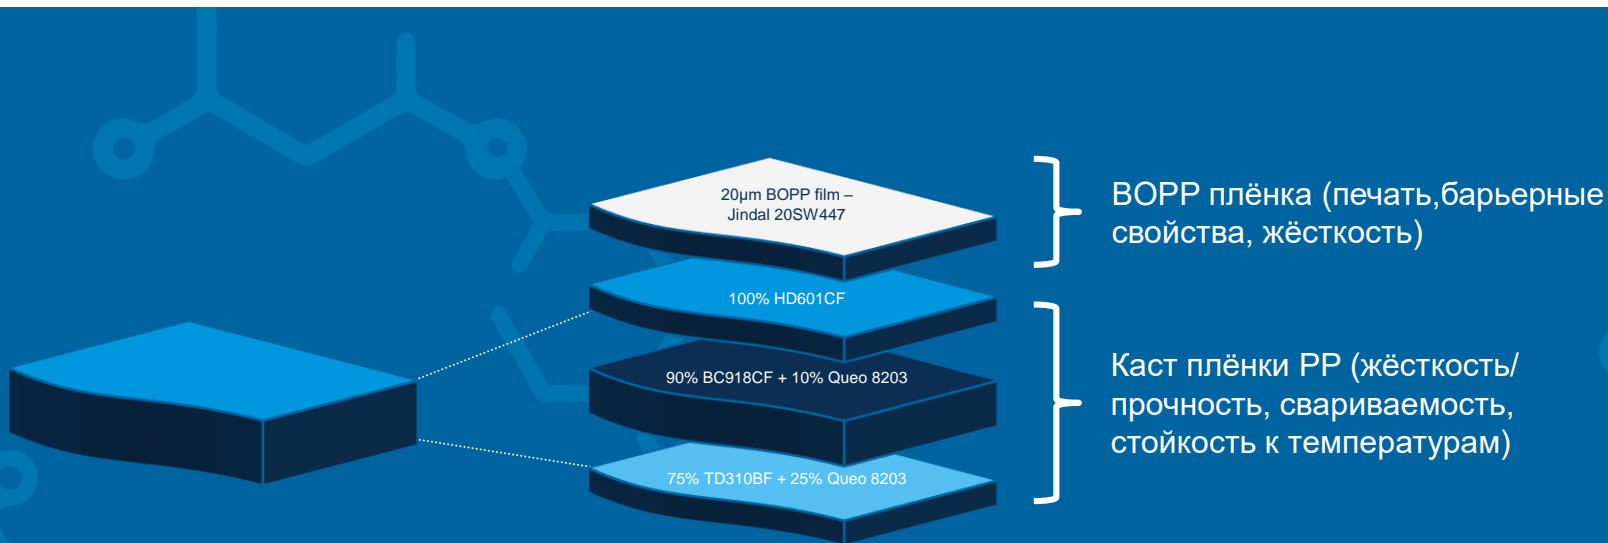 20µm BOPP film –
Jindal 20SW447
BOPP плёнка (печать,барьерные
свойства, жёсткость)
100% HD601CF
90% BC918CF + 10% Queo 8203
75% TD310BF + 25% Queo 8203
Каст плёнки PP (жёсткость/
прочность, свариваемость,
стойкость к температурам)